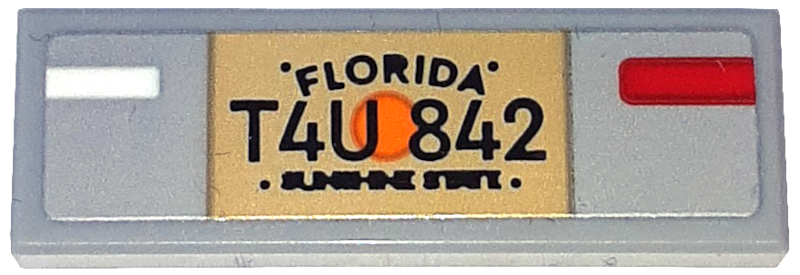 •FLORIDA•
T4U 842
• SUNSHINE STATE •